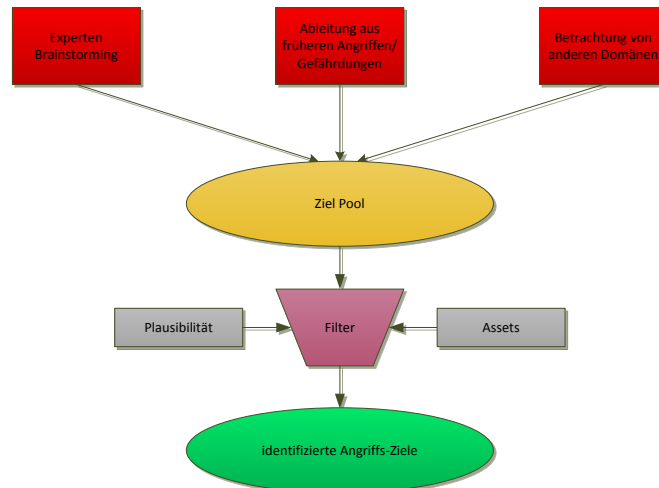 Experten
Brainstorming
Ableitung aus
früheren Angriffen/
Gefährdungen
Betrachtung von
anderen Domänen
Ziel Pool
Plausibilität
Filter
Assets
identifizierte Angriffs-Ziele